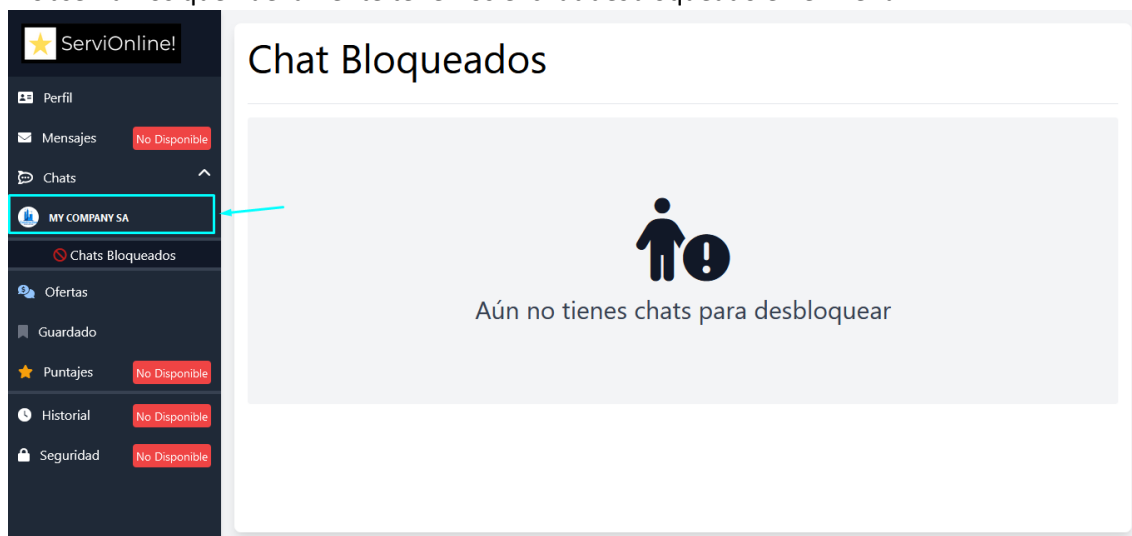 ServiOnline!
Chat Bloqueados
Perfil
Mensajes No Disponible
Chats
MY COMPANY SA
Chats Bloqueados
Ofertas
Guardado
Puntajes No Disponible
Historial No Disponible
Seguridad No Disponible
Aún no tienes chats para desbloquear